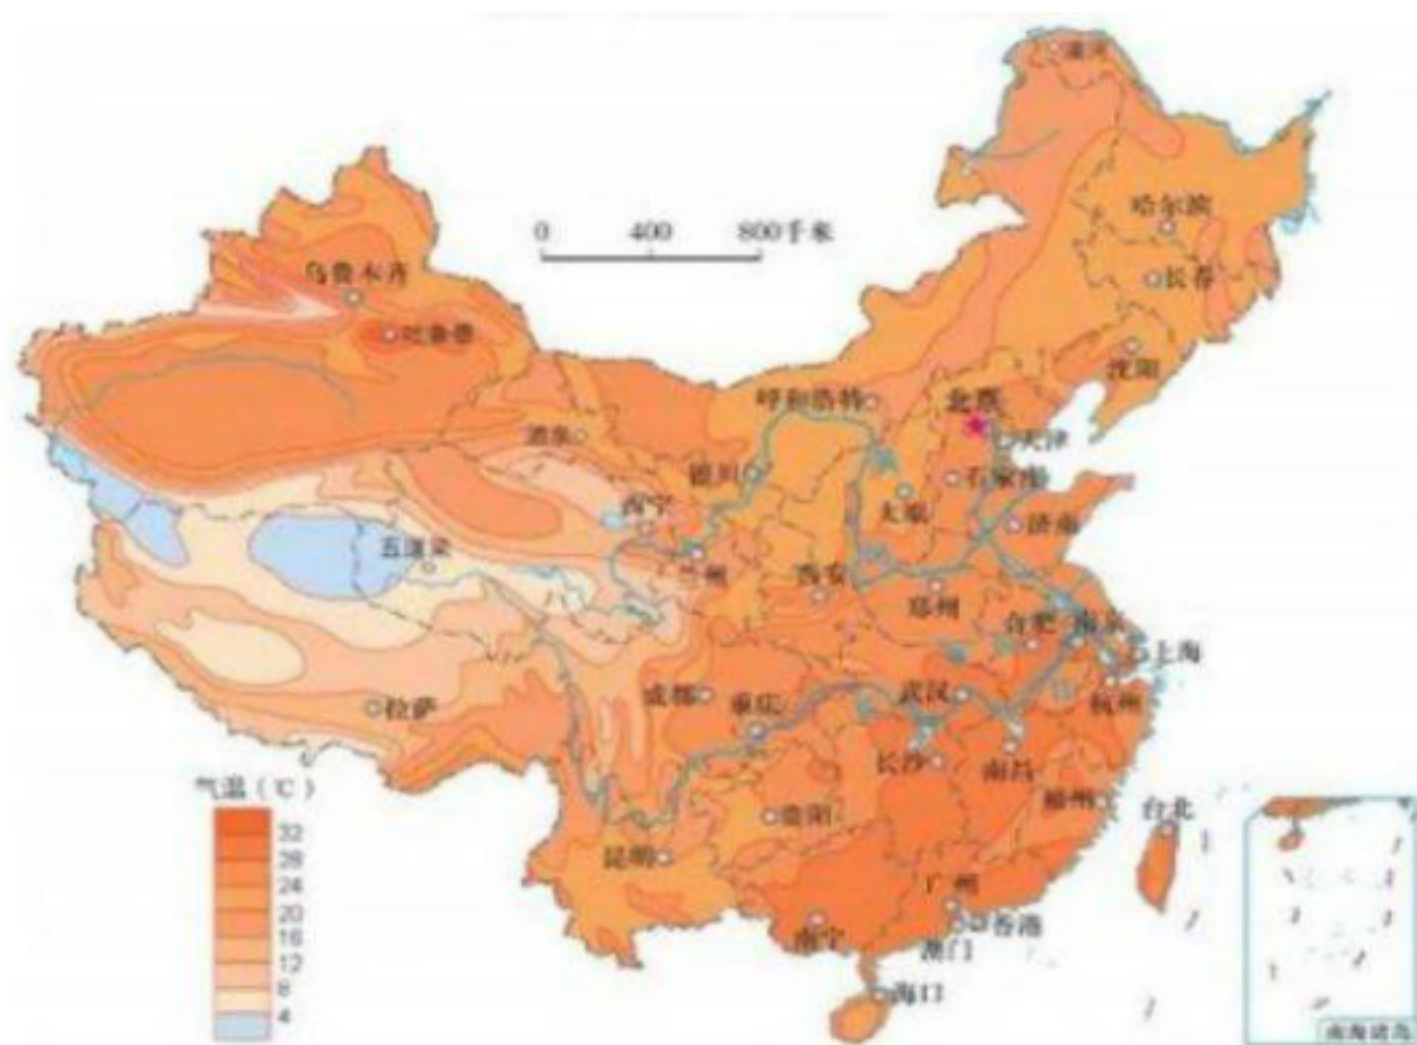 漠河
哈尔滨
长春
沈阳
0 400 800千米
乌鲁木齐
吐鲁番
呼和浩特
北京
天津
酒泉
银川
石家庄
太原
济南
西宁
五道梁
兰州
西安
郑州
合肥
南京
上海
拉萨
成都
重庆
武汉
杭州
长沙
南昌
福州
台北
贵阳
昆明
广州
南宁
香港
澳门
海口
气温(℃)
32
28
24
20
16
12
8
4
南海诸岛